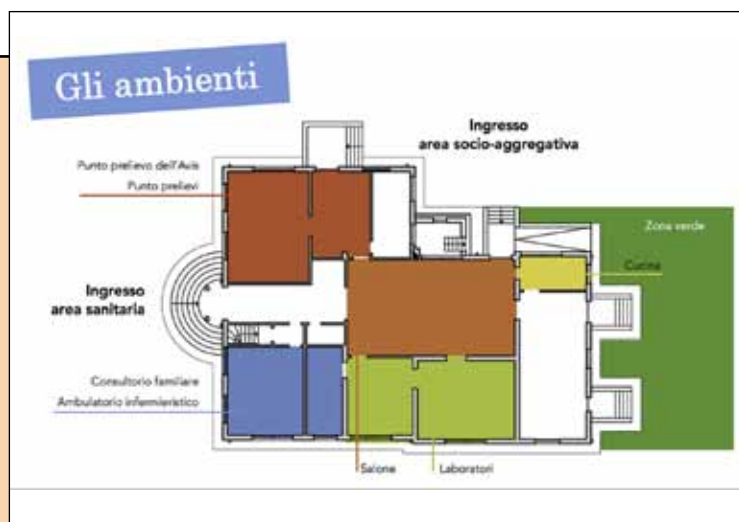 Gli ambienti
Ingresso
area socio-aggregativa
Punto prelievo dell'Avis
Punto prelievi
Zona verde
Cucina
Ingresso
area sanitaria
Consultorio familiare
Ambulatorio infermieristico
Salone
Laboratori